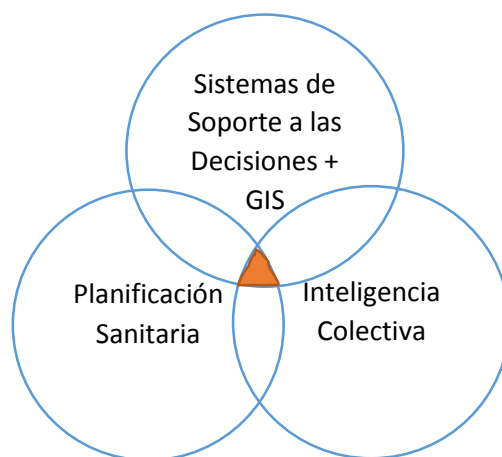 Sistemas de
Soporte a las
Decisiones +
GIS
Planificación
Sanitaria
Inteligencia
Colectiva